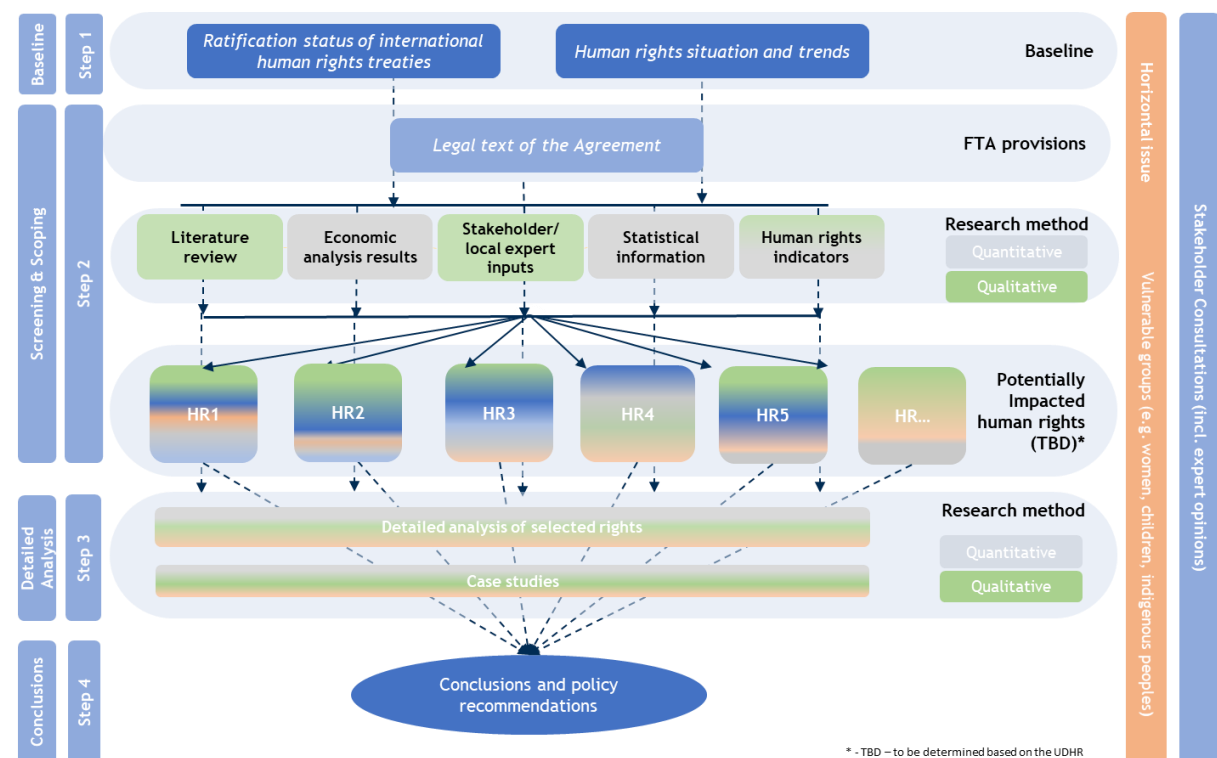 Baseline
Step 1
Ratification status of international
human rights treaties
Human rights situation and trends
Baseline
Screening & Scoping
Step 2
Legal text of the Agreement
FTA provisions
Literature
review
Economic
analysis results
Stakeholder/
local expert
inputs
Statistical
information
Human rights
indicators
Research method
Quantitative
Qualitative
HR1
HR2
HR3
HR4
HR5
HR...
Potentially
Impacted
human rights
(TBD)*
Detailed
Analysis
Step 3
Detailed analysis of selected rights
Case studies
Research method
Quantitative
Qualitative
Conclusions
Step 4
Conclusions and policy
recommendations
* - TBD – to be determined based on the UDHR
Horizontal issue
Vulnerable groups (e.g. women, children, indigenous peoples)
Stakeholder Consultations (incl. expert opinions)